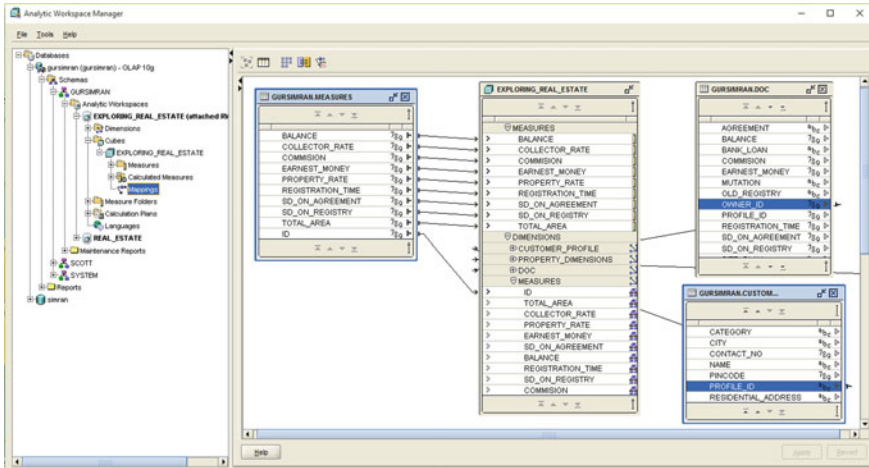 Analytic Workspace Manager
File Tools Help
Databases
gursimran (gursimran) - OLAP 10g
Schemas
GURSIMRAN
Analytic Workspaces
EXPLORING_REAL_ESTATE (attached R
Dimensions
Cubes
EXPLORING_REAL_ESTATE
Measures
Calculated Measures
Mappings
Measure Folders
Calculation Plans
Languages
REAL_ESTATE
Maintenance Reports
SCOTT
SYSTEM
Reports
simran
GURSIMRAN.MEASURES
BALANCE
COLLECTOR_RATE
COMMISION
EARNEST_MONEY
PROPERTY_RATE
REGISTRATION_TIME
SD_ON_AGREEMENT
SD_ON_REGISTRY
TOTAL_AREA
ID
EXPLORING_REAL_ESTATE
MEASURES
BALANCE
COLLECTOR_RATE
COMMISION
EARNEST_MONEY
PROPERTY_RATE
REGISTRATION_TIME
SD_ON_AGREEMENT
SD_ON_REGISTRY
TOTAL_AREA
DIMENSIONS
CUSTOMER_PROFILE
PROPERTY_DIMENSIONS
DOC
MEASURES
ID
TOTAL_AREA
COLLECTOR_RATE
PROPERTY_RATE
EARNEST_MONEY
SD_ON_AGREEMENT
BALANCE
REGISTRATION_TIME
SD_ON_REGISTRY
COMMISION
GURSIMRAN.DOC
AGREEMENT
BALANCE
BANK_LOAN
COMMISION
EARNEST_MONEY
MUTATION
OLD_REGISTRY
OWNER_ID
PROFILE_ID
REGISTRATION_TIME
SD_ON_AGREEMENT
SD_ON_REGISTRY
GURSIMRAN.CUSTOM...
CATEGORY
CITY
CONTACT_NO
NAME
PINCODE
PROFILE_ID
RESIDENTIAL_ADDRESS
Help
Apply
Revert